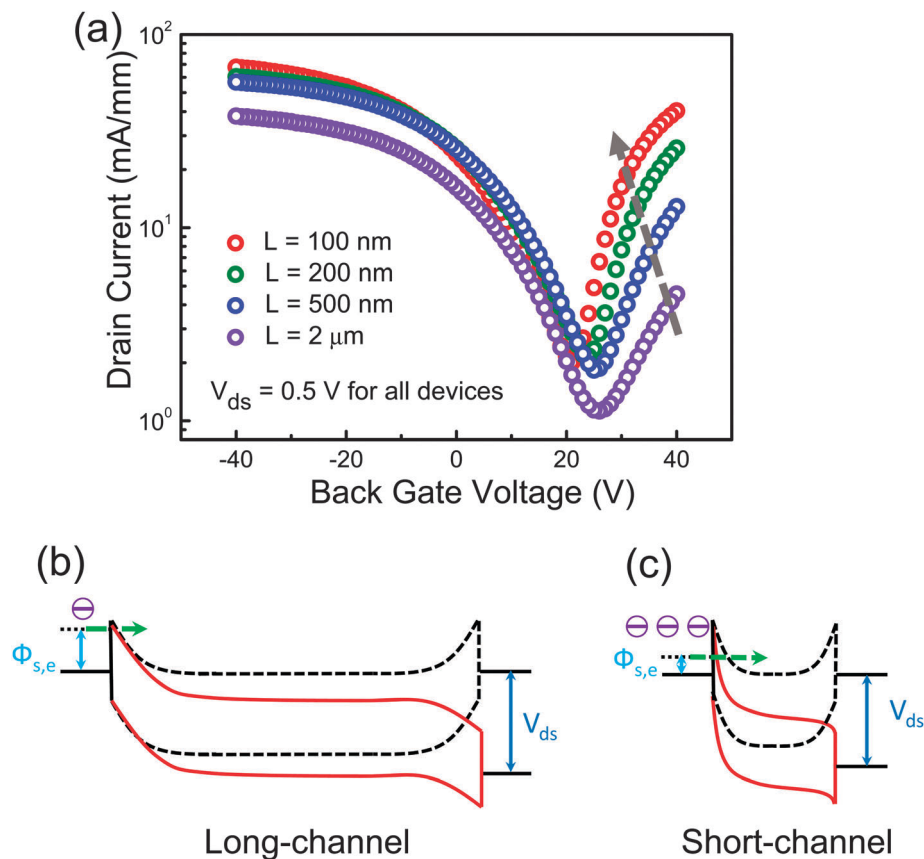 (a)
10²
10¹
10⁰
Drain Current (mA/mm)
L = 100 nm
L = 200 nm
L = 500 nm
L = 2 μm
V_ds = 0.5 V for all devices
-40 -20 0 20 40
Back Gate Voltage (V)
(b)
Φ_s,e
V_ds
Long-channel
(c)
Φ_s,e
V_ds
Short-channel